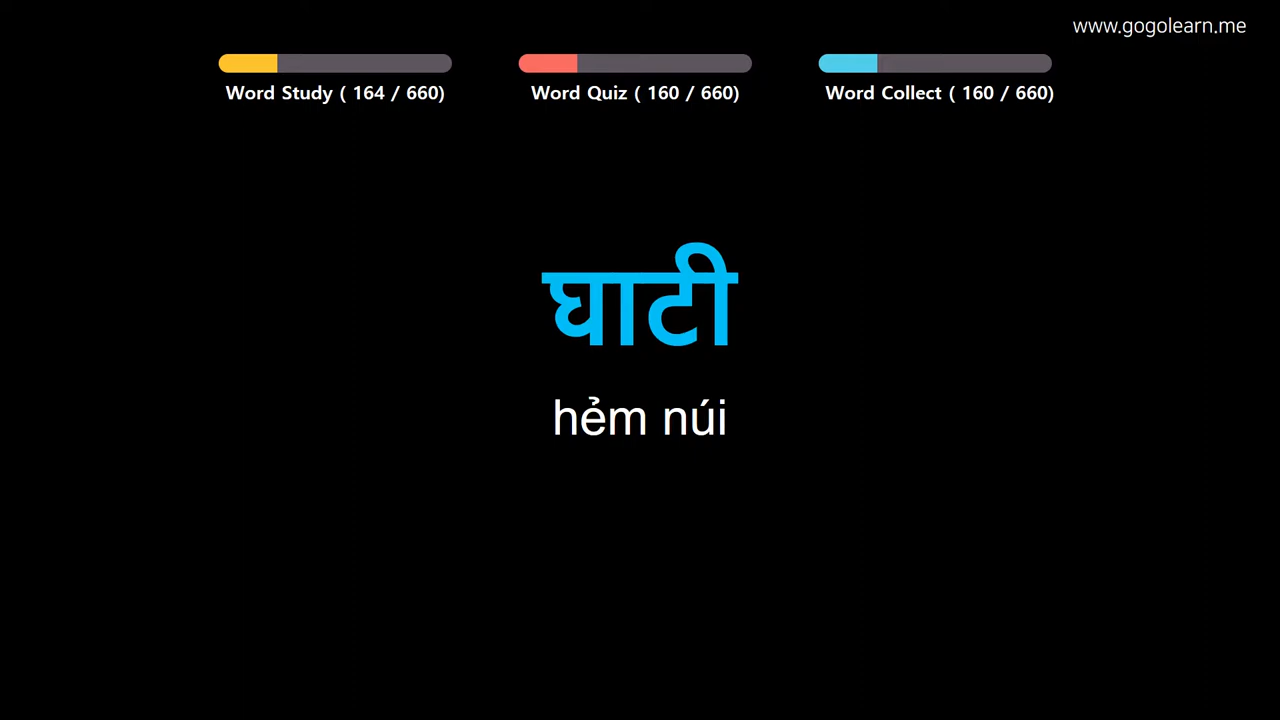 www.gogolearn.me
Word Study ( 164 / 660)
Word Quiz ( 160 / 660)
Word Collect ( 160 / 660)
घाटी
hẻm núi